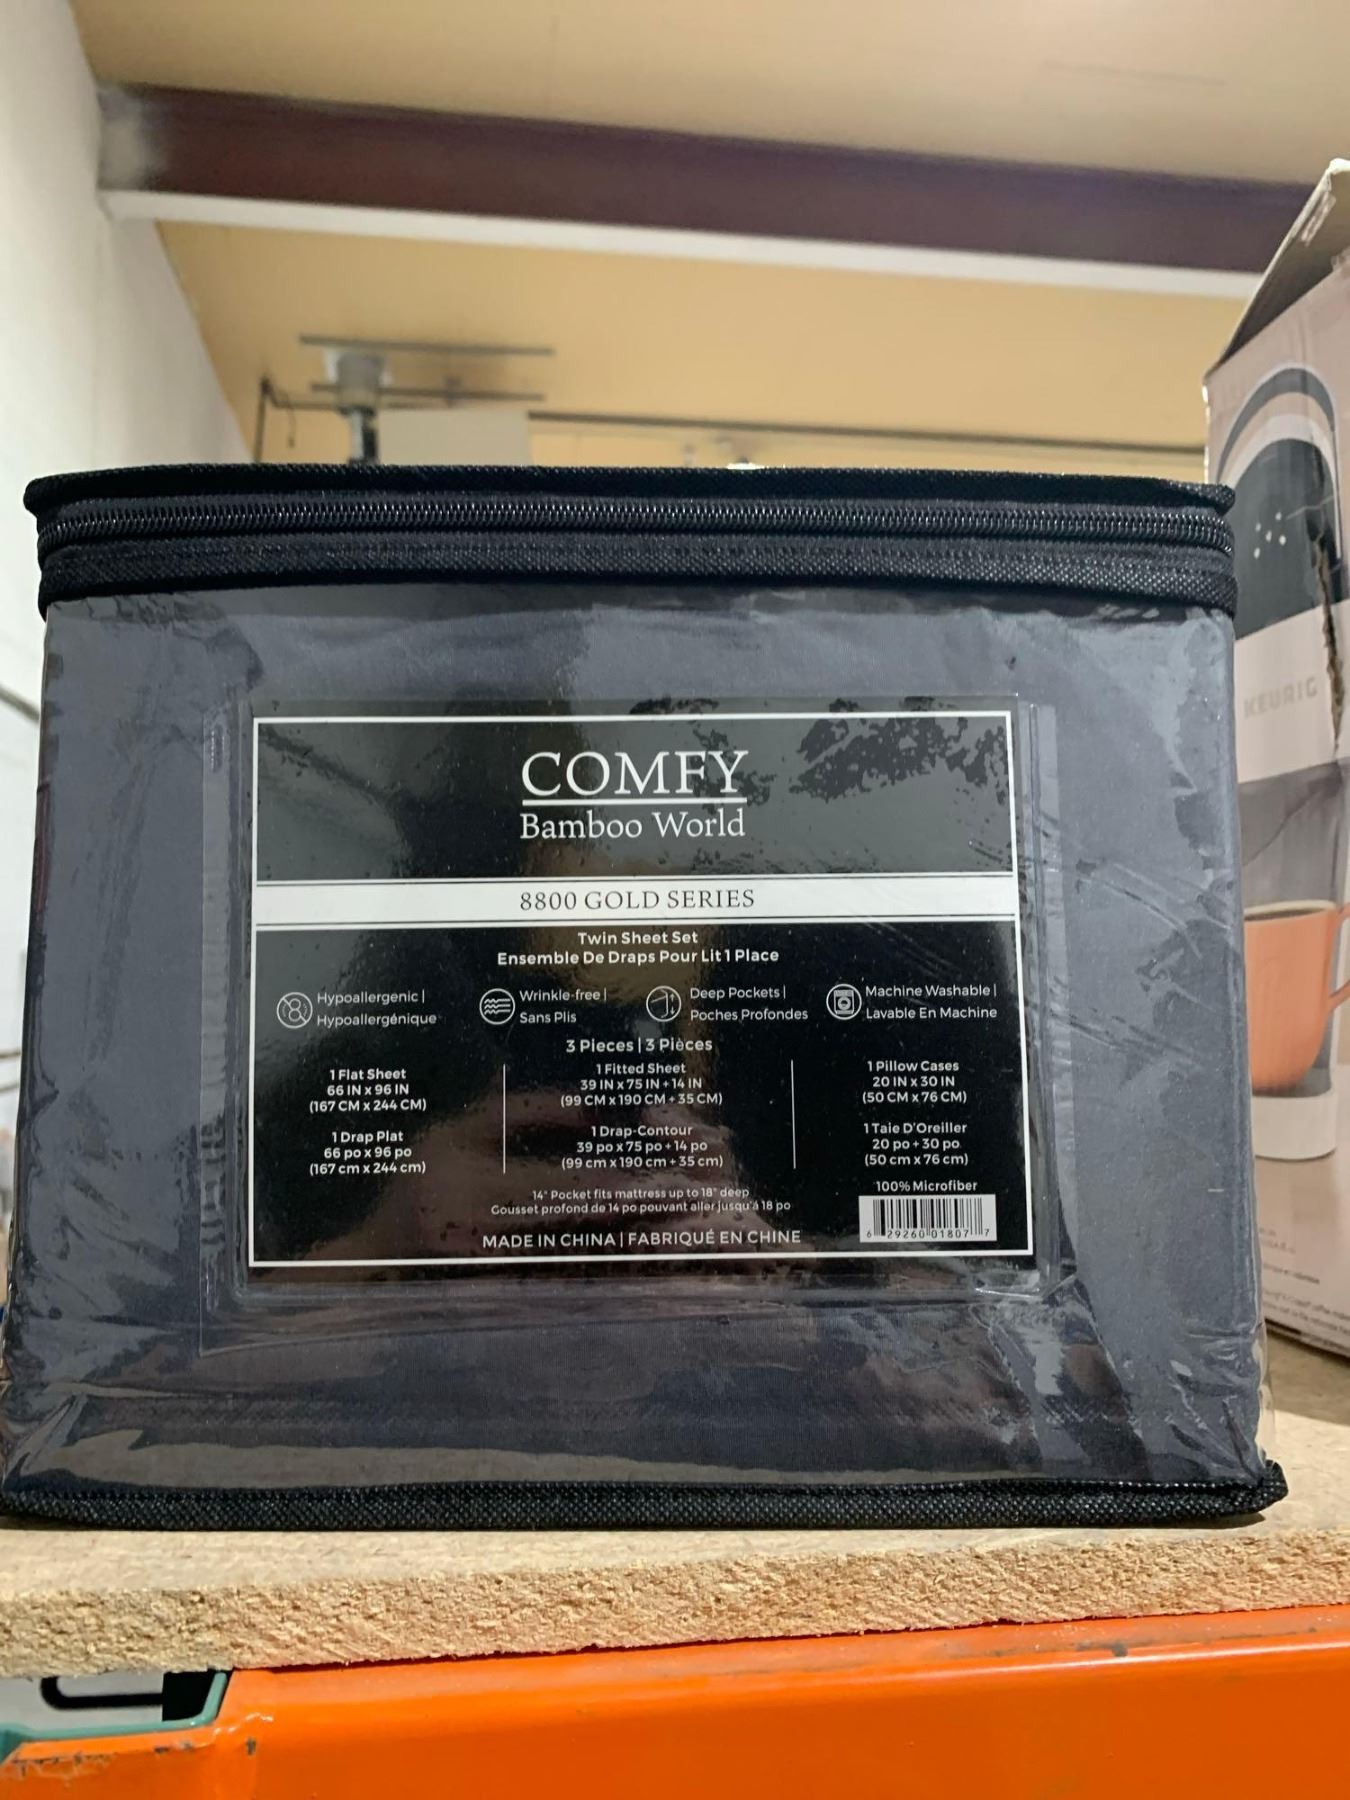 COMFY
Bamboo World
8800 GOLD SERIES
Twin Sheet Set
Ensemble De Draps Pour Lit 1 Place
Hypoallergenic |
Hypoallergénique
Wrinkle-free |
Sans Plis
Deep Pockets |
Poches Profondes
Machine Washable |
Lavable En Machine
3 Pieces | 3 Pièces
1 Flat Sheet
66 IN x 96 IN
(167 CM x 244 CM)
1 Drap Plat
66 po x 96 po
(167 cm x 244 cm)
1 Fitted Sheet
39 IN x 75 IN + 14 IN
(99 CM x 190 CM + 35 CM)
1 Drap-Contour
39 po x 75 po + 14 po
(99 cm x 190 cm + 35 cm)
1 Pillow Cases
20 IN x 30 IN
(50 CM x 76 CM)
1 Taie D'Oreiller
20 po + 30 po
(50 cm x 76 cm)
100% Microfiber
14" Pocket fits mattress up to 18" deep
Gousset profond de 14 po pouvant aller jusqu'à 18 po
MADE IN CHINA | FABRIQUÉ EN CHINE
6 29260 01807 7
KEURIG